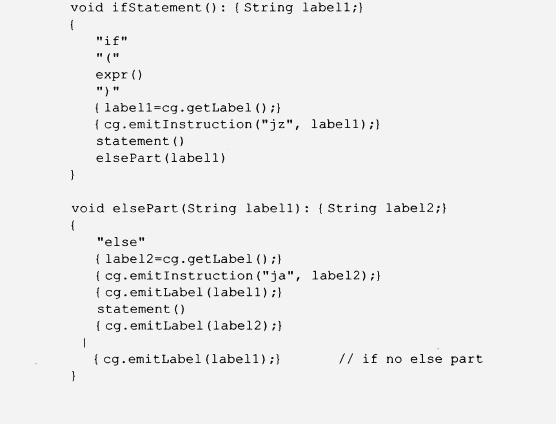 void ifStatement(): {String label1;}
{
"if"
"("
expr()
")"
{label1=cg.getLabel();}
{cg.emitInstruction("jz", label1);}
statement()
elsePart(label1)
}
void elsePart(String label1): {String label2;}
{
"else"
{label2=cg.getLabel();}
{cg.emitInstruction("ja", label2);}
{cg.emitLabel(label1);}
statement()
{cg.emitLabel(label2);}
|
{cg.emitLabel(label1);} // if no else part
}